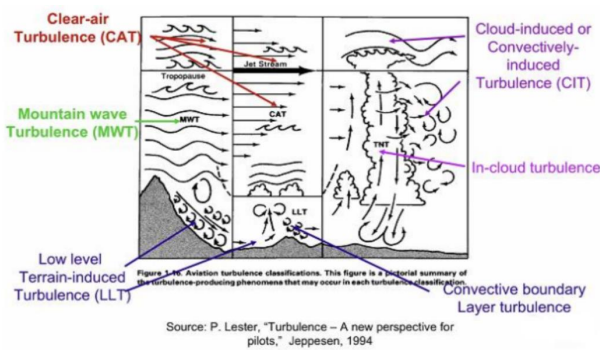 Clear-air
Turbulence (CAT)
Cloud-induced or
Convectively-
induced
Turbulence (CIT)
Jet Stream
Tropopause
Mountain wave
Turbulence (MWT)
MWT
CAT
TNT
In-cloud turbulence
LLT
Low level
Terrain-induced
Turbulence (LLT)
Convective boundary
Layer turbulence
Figure 1-16. Aviation turbulence classifications. This figure is a pictorial summary of
the turbulence-producing phenomena that may occur in each turbulence classification.
Source: P. Lester, “Turbulence – A new perspective for
pilots,” Jeppesen, 1994